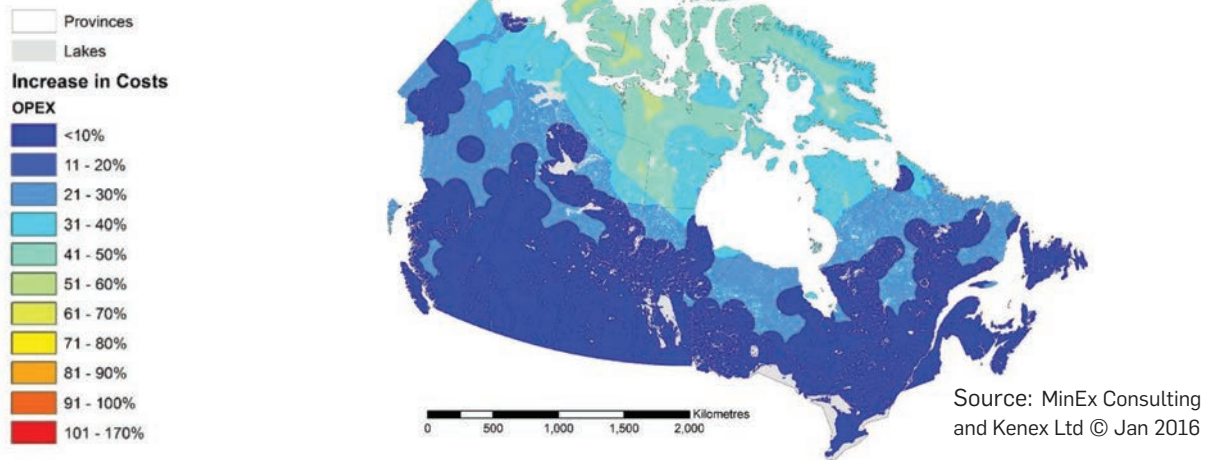 Provinces
Lakes
Increase in Costs
OPEX
<10%
11 - 20%
21 - 30%
31 - 40%
41 - 50%
51 - 60%
61 - 70%
71 - 80%
81 - 90%
91 - 100%
101 - 170%
Kilometres
0 500 1,000 1,500 2,000
Source: MinEx Consulting
and Kenex Ltd © Jan 2016